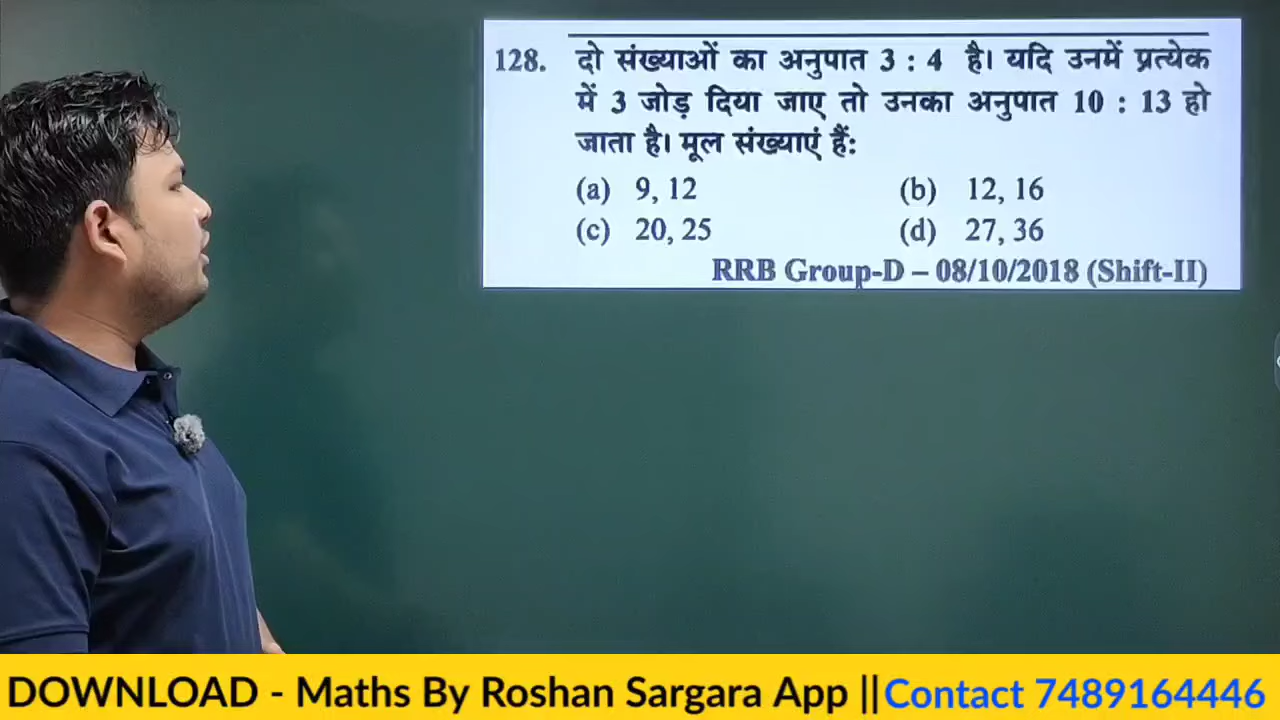 128. दो संख्याओं का अनुपात 3 : 4 है। यदि उनमें प्रत्येक
में 3 जोड़ दिया जाए तो उनका अनुपात 10 : 13 हो
जाता है। मूल संख्याएं हैं:
(a) 9, 12 (b) 12, 16
(c) 20, 25 (d) 27, 36
RRB Group-D – 08/10/2018 (Shift-II)
DOWNLOAD - Maths By Roshan Sargara App || Contact 7489164446